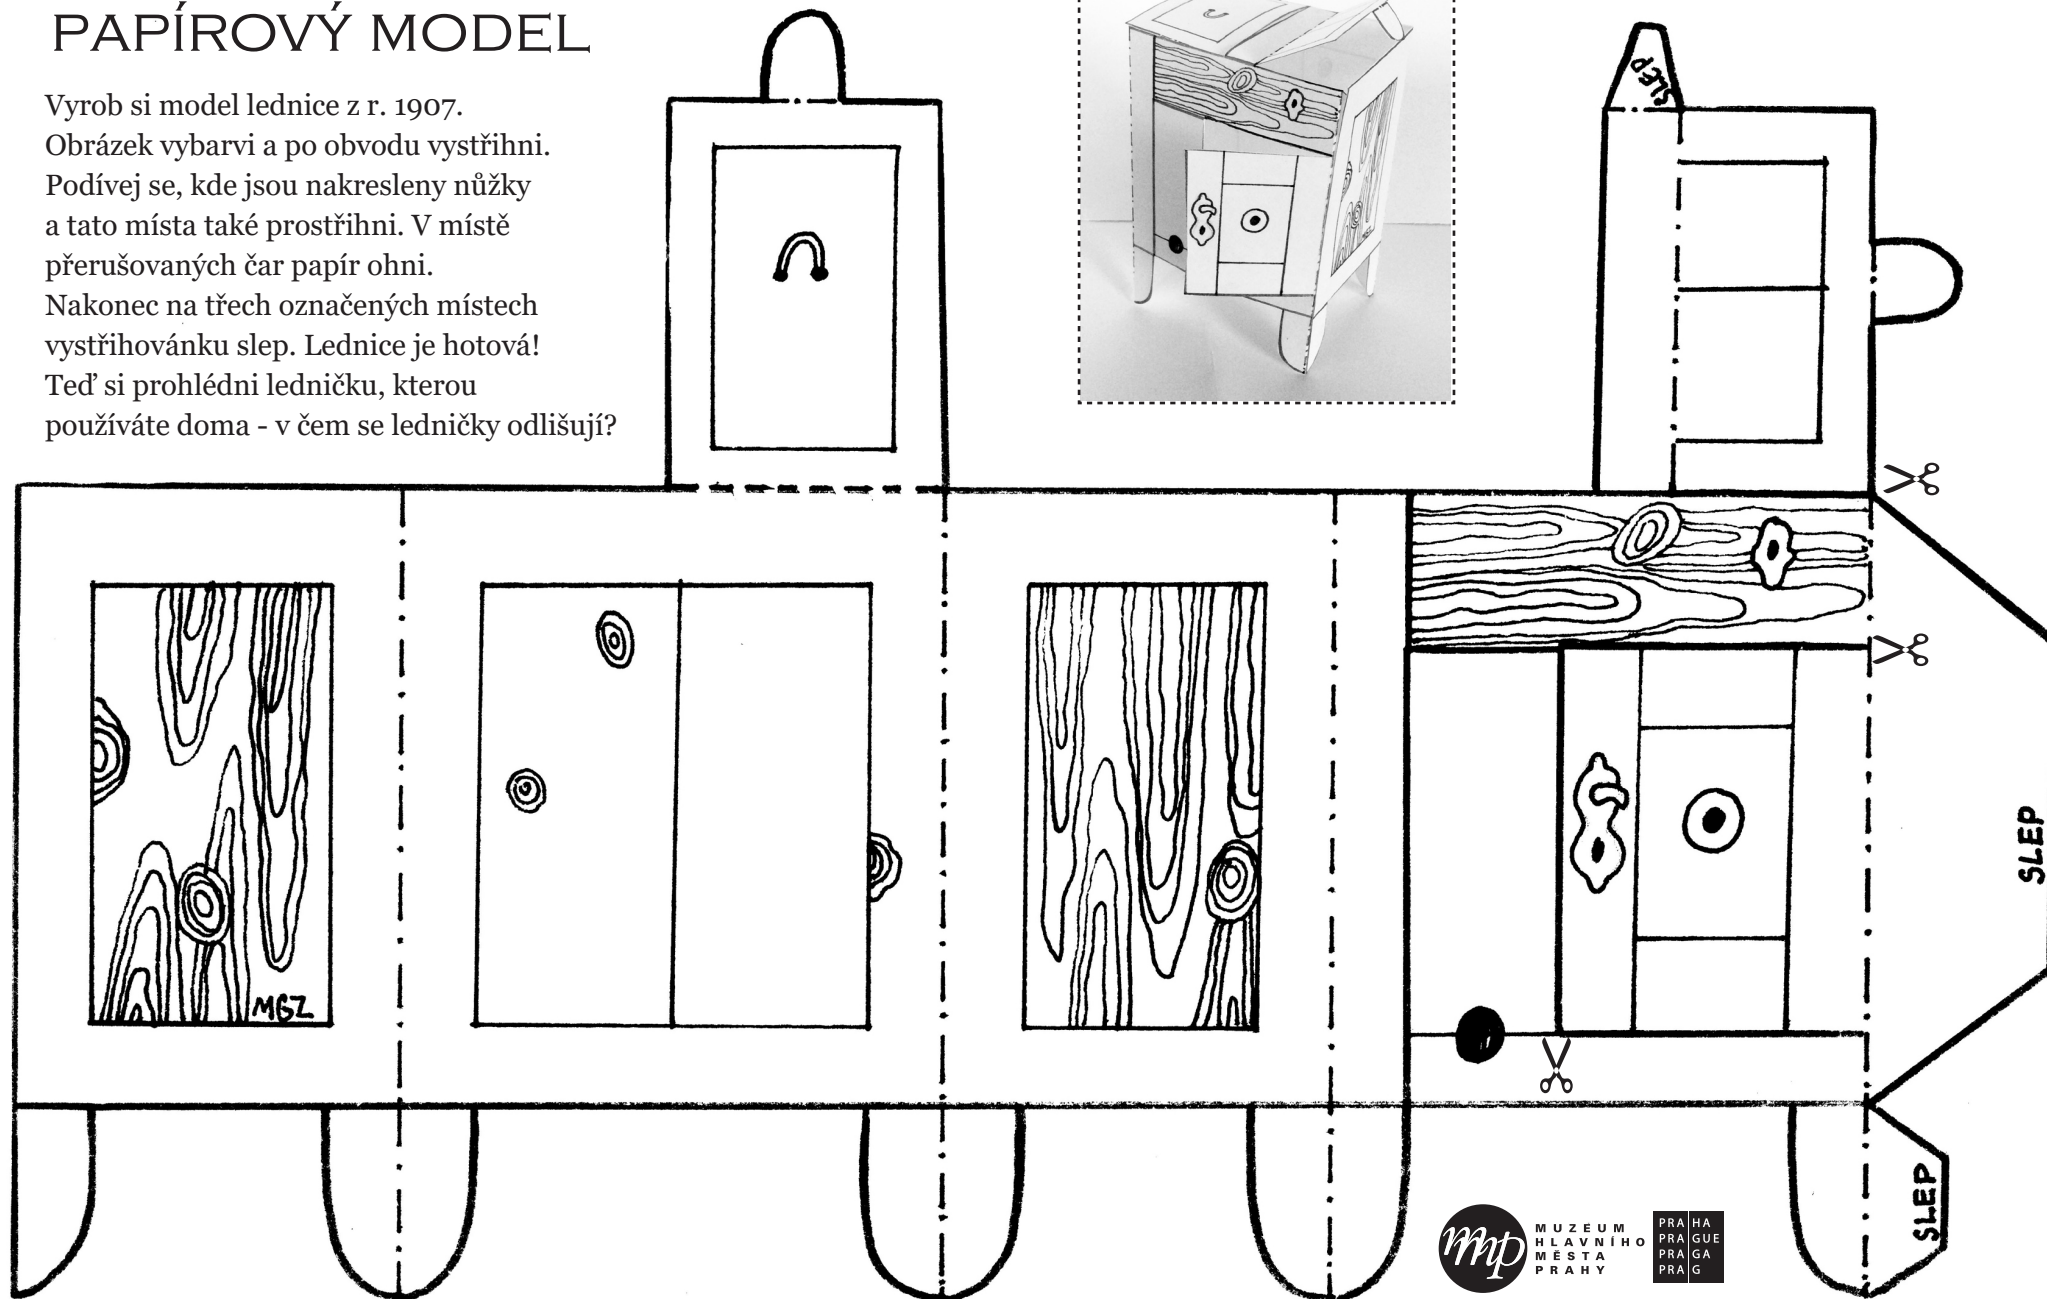 PAPÍROVÝ MODEL
Vyrob si model lednice z r. 1907.
Obrázek vybarvi a po obvodu vystřihni.
Podívej se, kde jsou nakresleny nůžky
a tato místa také prostřihni. V místě
přerušovaných čar papír ohni.
Nakonec na třech označených místech
vystřihovánku slep. Lednice je hotová!
Teď si prohlédni ledničku, kterou
používáte doma - v čem se ledničky odlišují?
SLEP
MGZ
SLEP
SLEP
mp
MUZEUM
HLAVNÍHO
MĚSTA
PRAHY
PRA HA
PRA GUE
PRA GA
PRA G